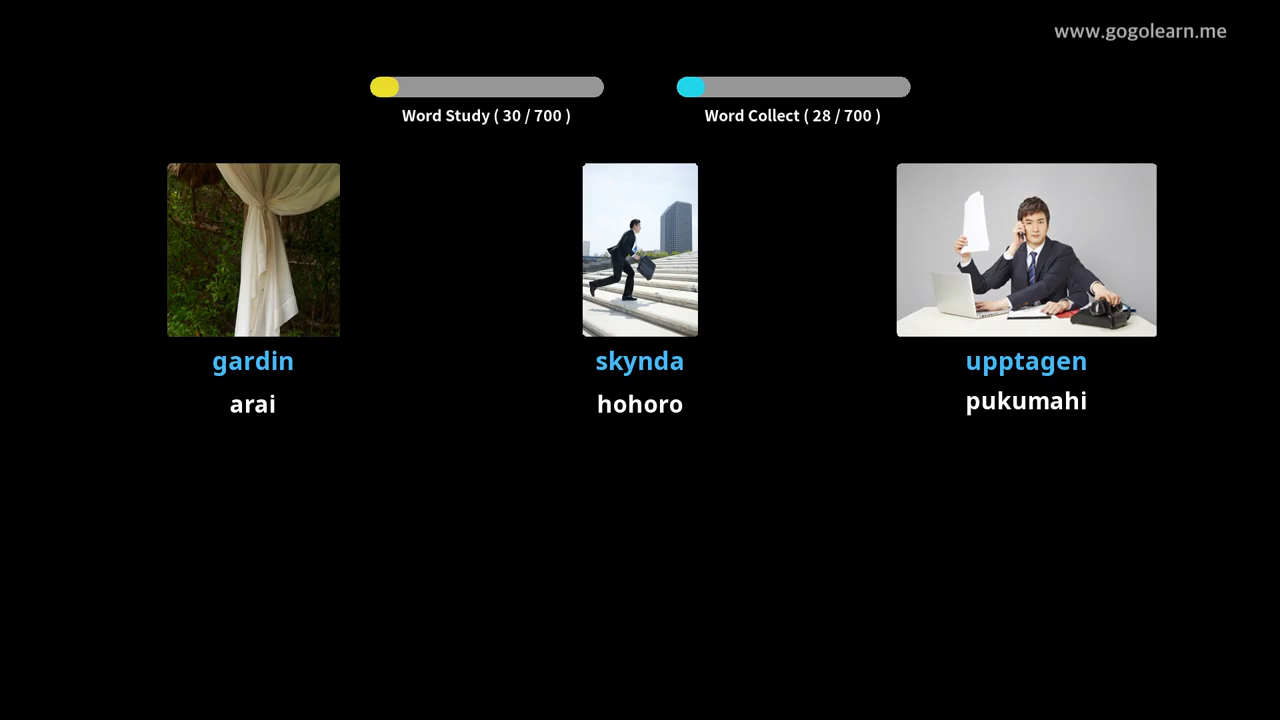 www.gogolearn.me
Word Study ( 30 / 700 )
Word Collect ( 28 / 700 )
gardin
skynda
upptagen
arai
hohoro
pukumahi